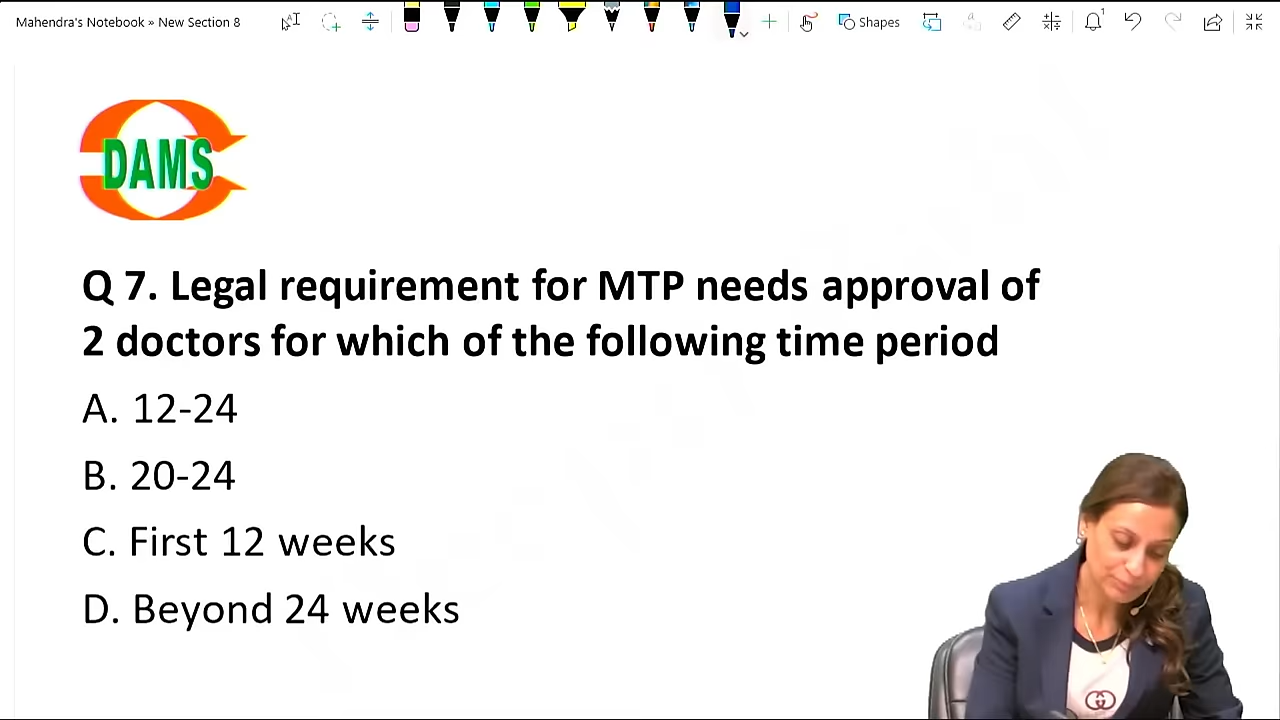 Mahendra's Notebook » New Section 8
Shapes
1
DAMS
Q 7. Legal requirement for MTP needs approval of
2 doctors for which of the following time period
A. 12-24
B. 20-24
C. First 12 weeks
D. Beyond 24 weeks